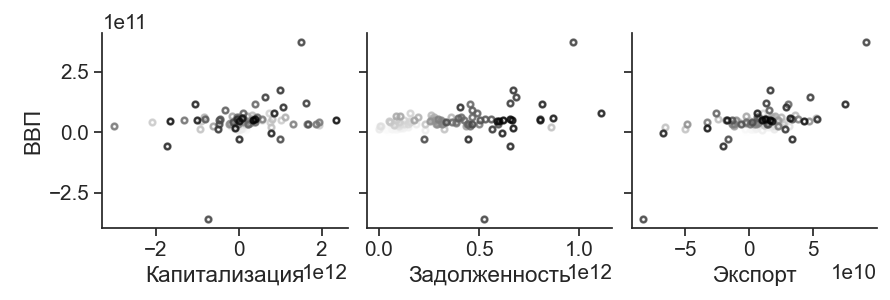 1e11
ВВП
2.5
0.0
−2.5
−2 0 2
1e12
Капитализация
0.0 0.5 1.0
1e12
Задолженность
−5 0 5
1e10
Экспорт